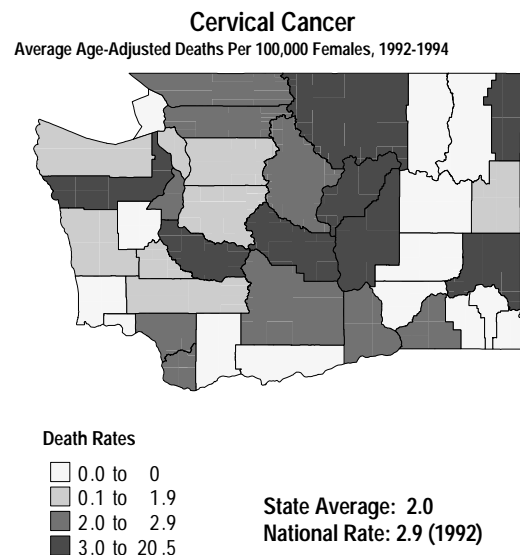 Cervical Cancer
Average Age-Adjusted Deaths Per 100,000 Females, 1992-1994
Death Rates
0.0 to 0
0.1 to 1.9
2.0 to 2.9
3.0 to 20.5
State Average: 2.0
National Rate: 2.9 (1992)